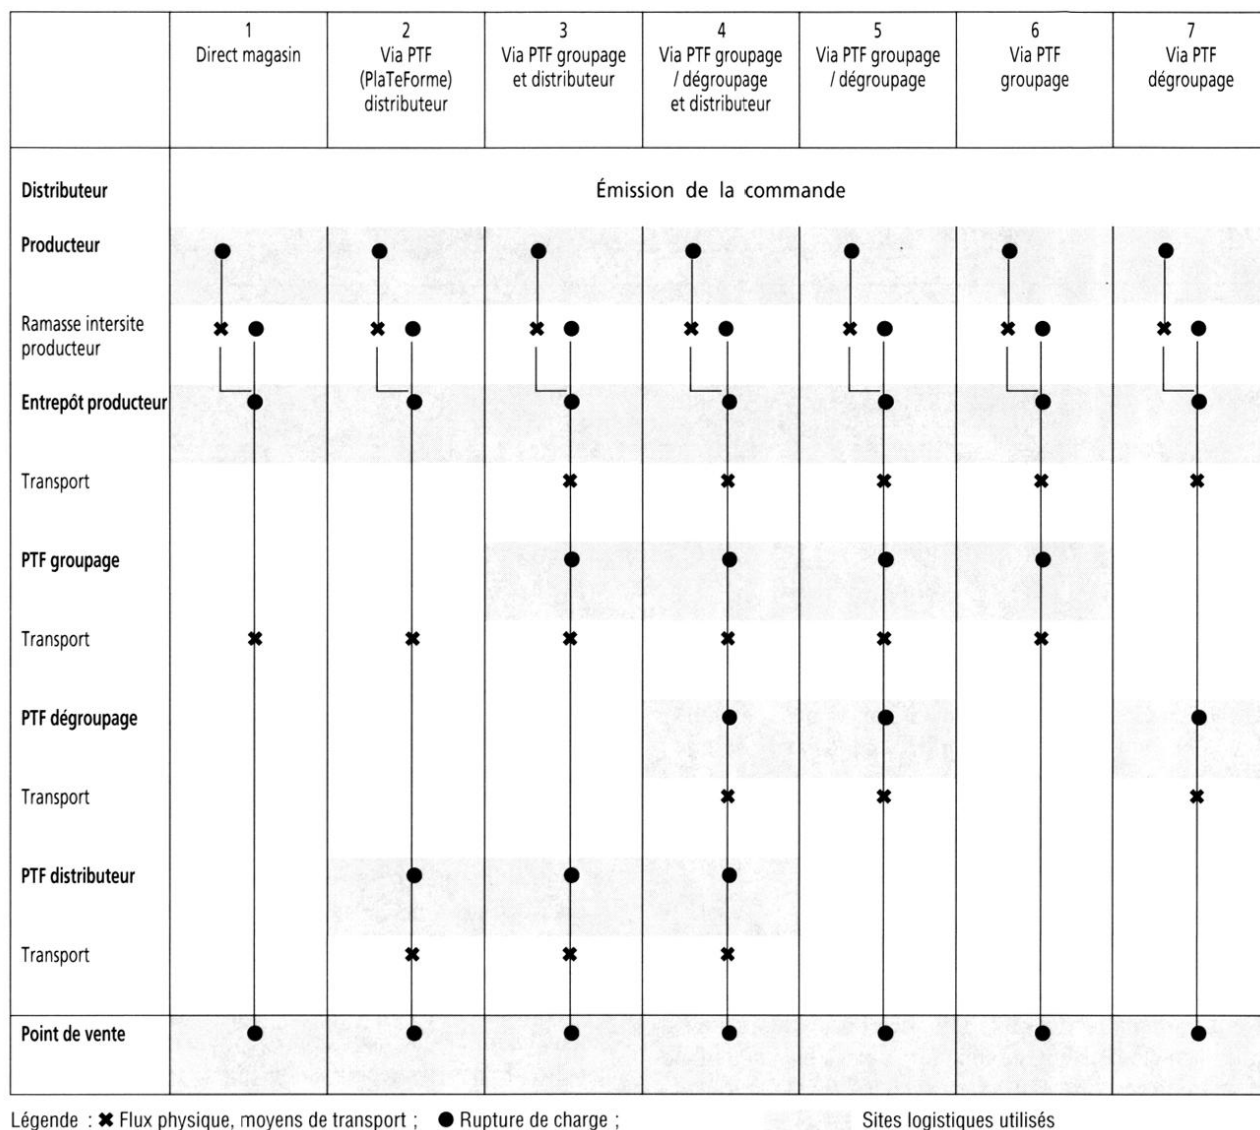 1
Direct magasin
2
Via PTF
(PlaTeForme)
distributeur
3
Via PTF groupage
et distributeur
4
Via PTF groupage
/ dégroupage
et distributeur
5
Via PTF groupage
/ dégroupage
6
Via PTF
groupage
7
Via PTF
dégroupage
Distributeur
Émission de la commande
Producteur
Ramasse intersite
producteur
Entrepôt producteur
Transport
PTF groupage
Transport
PTF dégroupage
Transport
PTF distributeur
Transport
Point de vente
Légende : ✖ Flux physique, moyens de transport ; ● Rupture de charge ; Sites logistiques utilisés